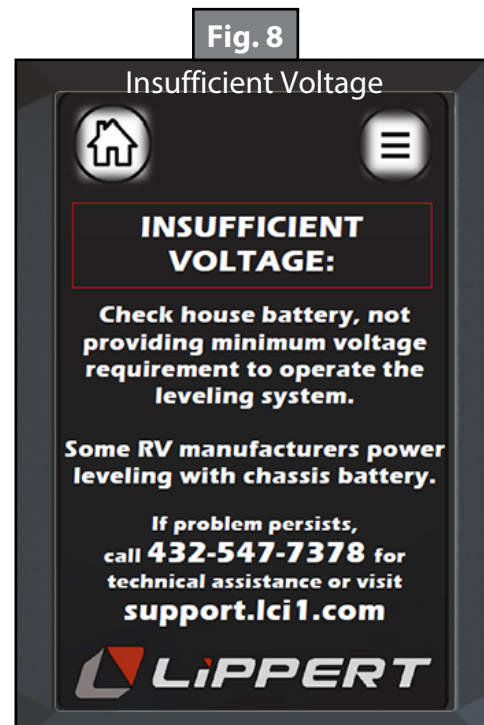 Fig. 8
Insufficient Voltage
INSUFFICIENT
VOLTAGE:
Check house battery, not
providing minimum voltage
requirement to operate the
leveling system.
Some RV manufacturers power
leveling with chassis battery.
If problem persists,
call 432-547-7378 for
technical assistance or visit
support.lci1.com
LiPPERT